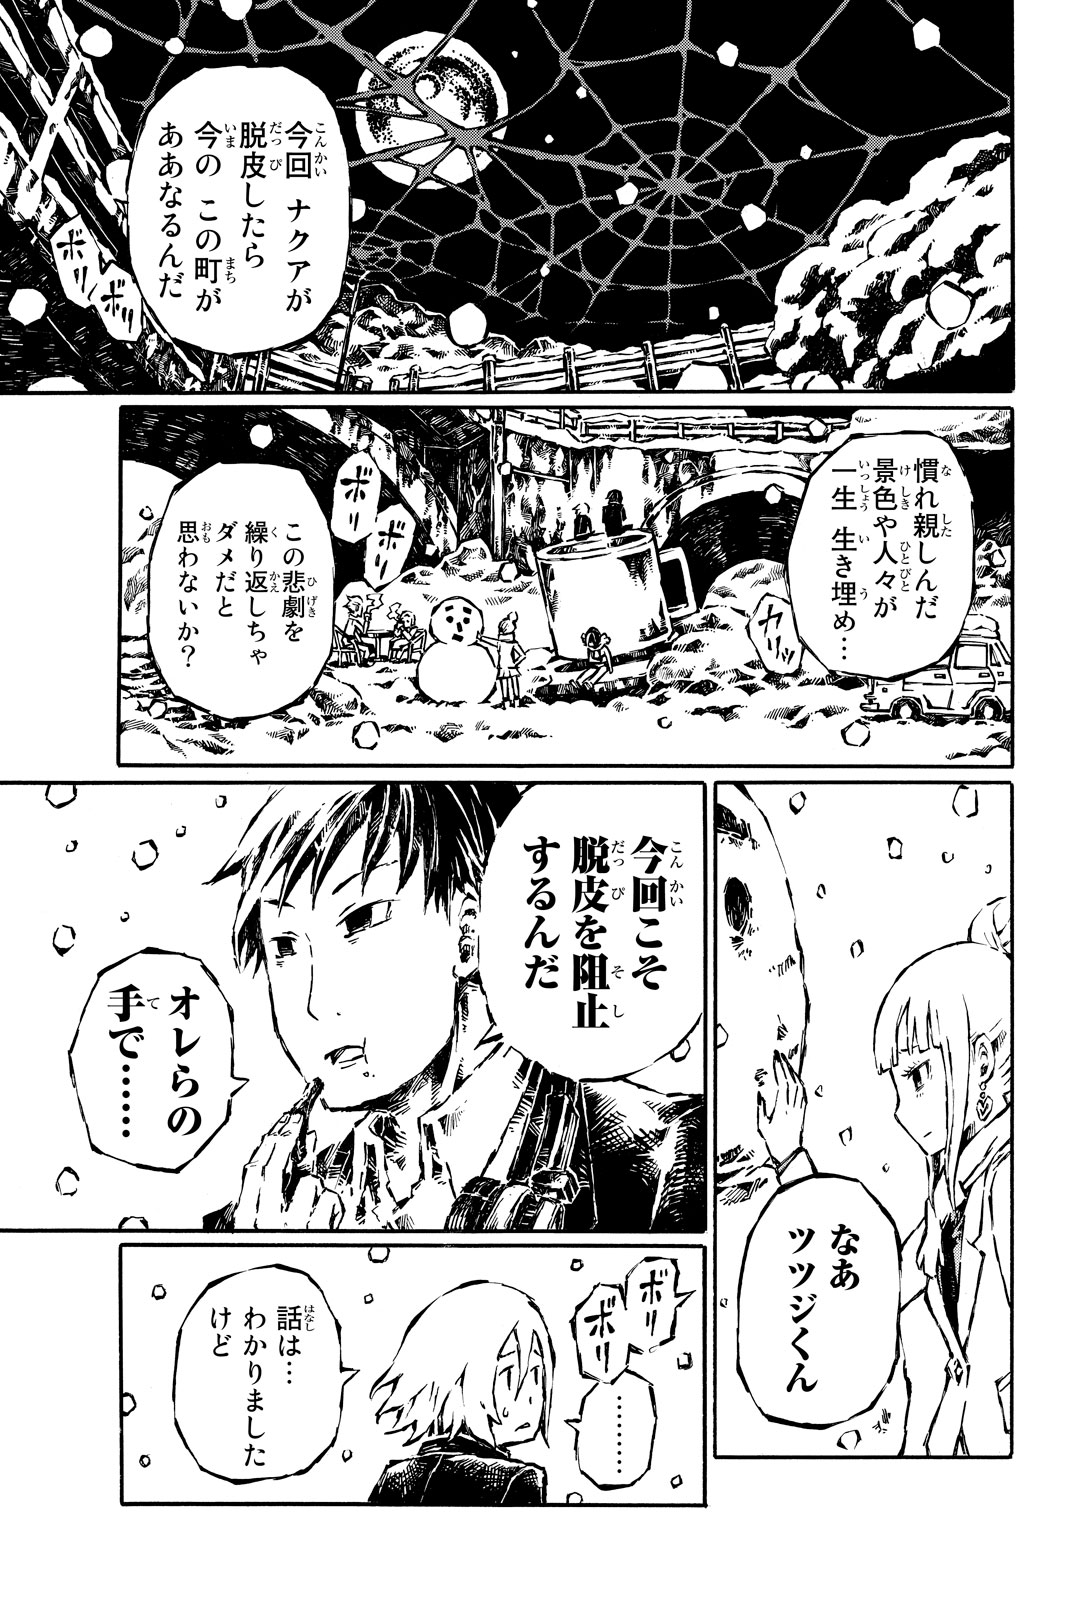 今回 ナクアが
脱皮したら
今の この町が
ああなるんだ
ボリ
ボリボリ
慣れ親しんだ
景色や人々が
一生 生き埋め…
カリッ
ボリ
ボリ
この悲劇を
繰り返しちゃ
ダメだと
思わないか?
なあ
ツツジくん
今回こそ
脱皮を阻止
するんだ
オレらの
手で……
ボリ
ボリ
………
話は…
わかりました
けど